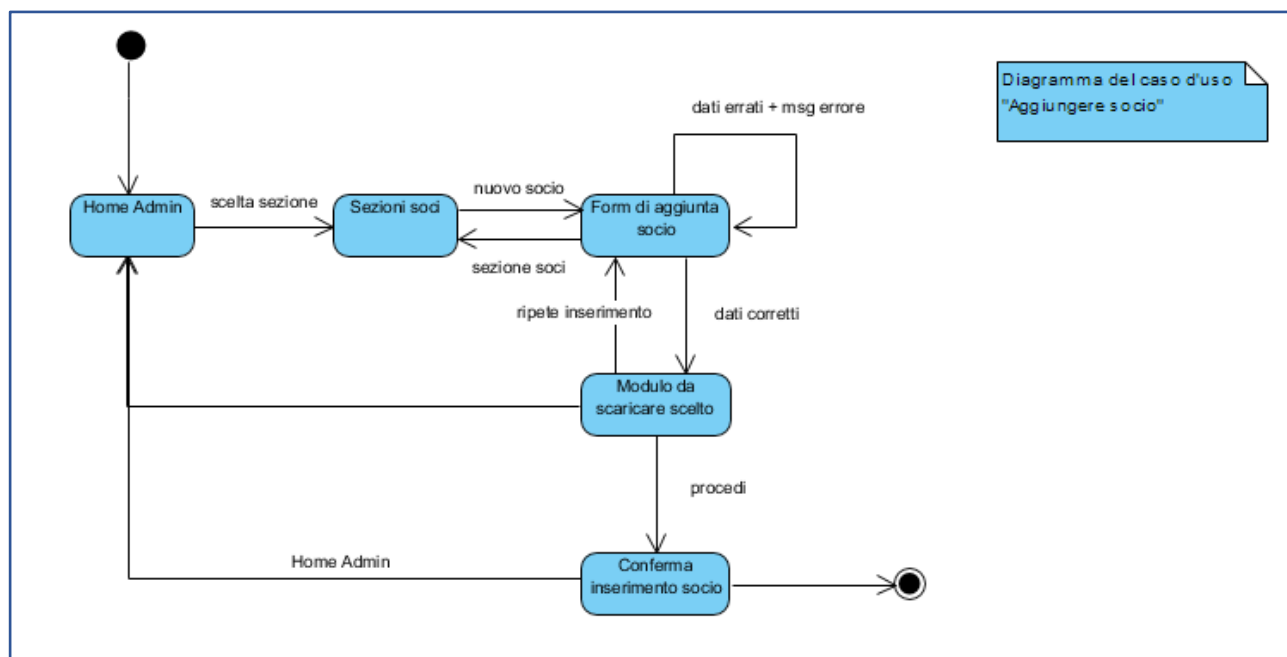 Diagramma del caso d'uso
"Aggiungere socio"
dati errati + msg errore
Home Admin
scelta sezione
Sezioni soci
nuovo socio
Form di aggiunta
socio
sezione soci
ripete inserimento
dati corretti
Modulo da
scaricare scelto
procedi
Home Admin
Conferma
inserimento socio